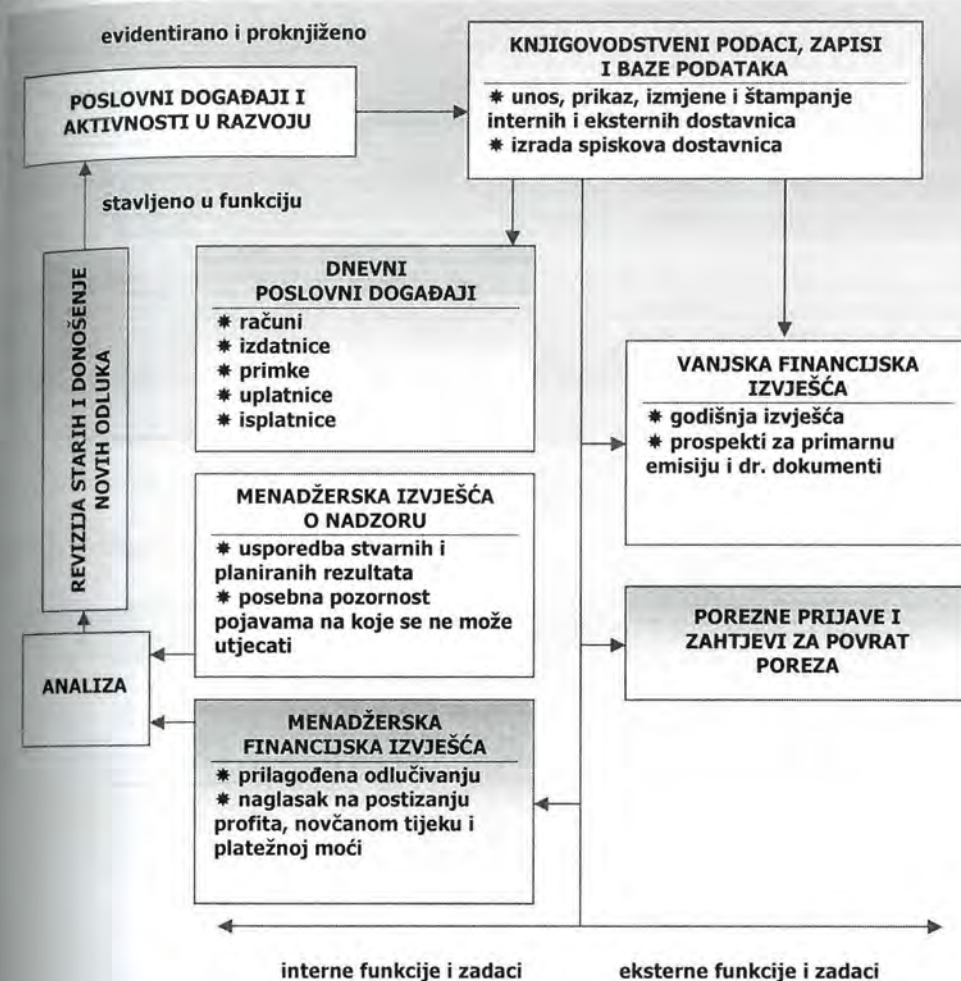 evidentirano i proknjiženo
POSLOVNI DOGAĐAJI I
AKTIVNOSTI U RAZVOJU
KNJIGOVODSTVENI PODACI, ZAPISI
I BAZE PODATAKA
✷ unos, prikaz, izmjene i štampanje
internih i eksternih dostavnica
✷ izrada spiskova dostavnica
stavljeno u funkciju
REVIZIJA STARIH I DONOŠENJE
NOVIH ODLUKA
DNEVNI
POSLOVNI DOGAĐAJI
✷ računi
✷ izdatnice
✷ primke
✷ uplatnice
✷ isplatnice
VANJSKA FINANCIJSKA
IZVJEŠĆA
✷ godišnja izvješća
✷ prospekti za primarnu
emisiju i dr. dokumenti
MENADŽERSKA IZVJEŠĆA
O NADZORU
✷ usporedba stvarnih i
planiranih rezultata
✷ posebna pozornost
pojavama na koje se ne može
utjecati
POREZNE PRIJAVE I
ZAHTJEVI ZA POVRAT
POREZA
ANALIZA
MENADŽERSKA
FINANCIJSKA IZVJEŠĆA
✷ prilagođena odlučivanju
✷ naglasak na postizanju
profita, novčanom tijeku i
platežnoj moći
interne funkcije i zadaci
eksterne funkcije i zadaci